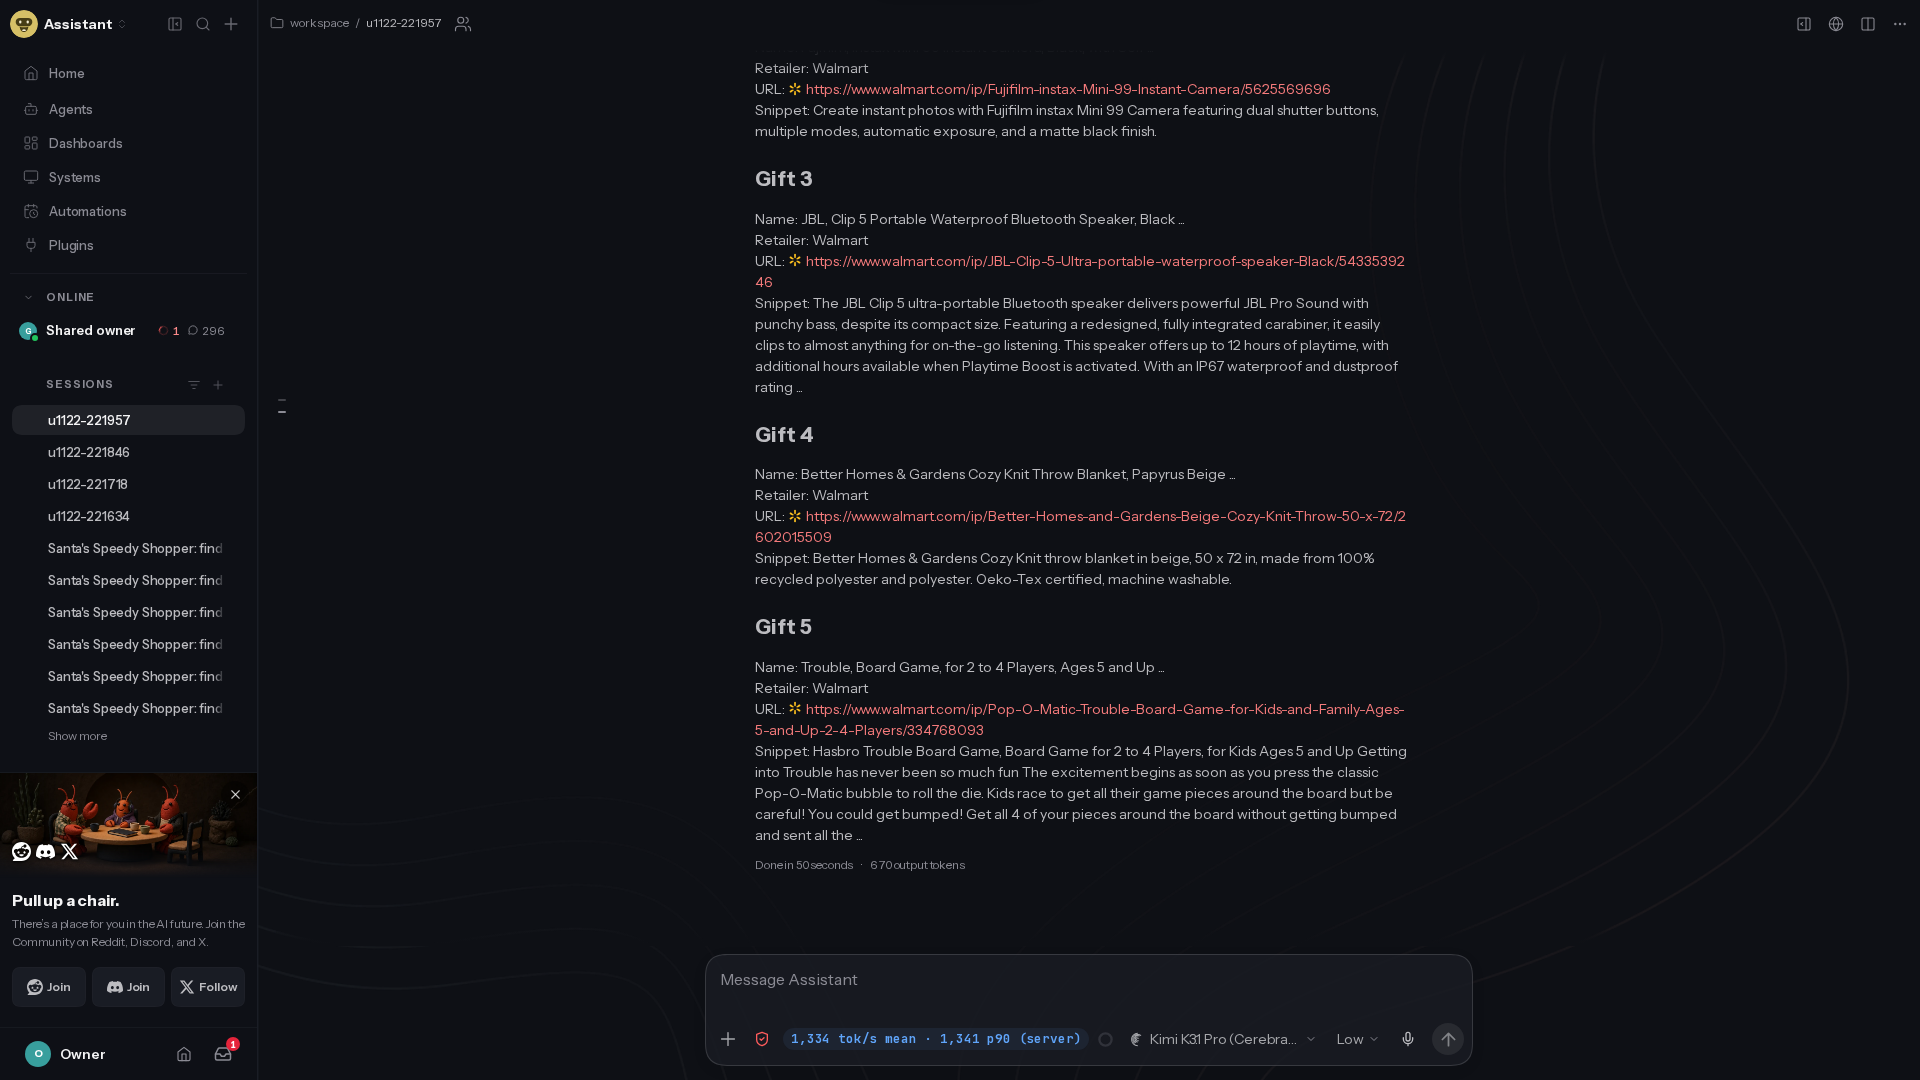 Assistant
Home
Agents
Dashboards
Systems
Automations
Plugins
ONLINE
G
Shared owner
1
296
SESSIONS
u1122-221957
u1122-221846
u1122-221718
u1122-221634
Santa's Speedy Shopper: find
Santa's Speedy Shopper: find
Santa's Speedy Shopper: find
Santa's Speedy Shopper: find
Santa's Speedy Shopper: find
Santa's Speedy Shopper: find
Show more
Pull up a chair.
There's a place for you in the AI future. Join the
Community on Reddit, Discord, and X.
Join
Join
Follow
O
Owner
1
workspace / u1122-221957
Retailer: Walmart
URL: https://www.walmart.com/ip/Fujifilm-instax-Mini-99-Instant-Camera/5625569696
Snippet: Create instant photos with Fujifilm instax Mini 99 Camera featuring dual shutter buttons,
multiple modes, automatic exposure, and a matte black finish.
Gift 3
Name: JBL, Clip 5 Portable Waterproof Bluetooth Speaker, Black ...
Retailer: Walmart
URL: https://www.walmart.com/ip/JBL-Clip-5-Ultra-portable-waterproof-speaker-Black/54335392
46
Snippet: The JBL Clip 5 ultra-portable Bluetooth speaker delivers powerful JBL Pro Sound with
punchy bass, despite its compact size. Featuring a redesigned, fully integrated carabiner, it easily
clips to almost anything for on-the-go listening. This speaker offers up to 12 hours of playtime, with
additional hours available when Playtime Boost is activated. With an IP67 waterproof and dustproof
rating ...
Gift 4
Name: Better Homes & Gardens Cozy Knit Throw Blanket, Papyrus Beige ...
Retailer: Walmart
URL: https://www.walmart.com/ip/Better-Homes-and-Gardens-Beige-Cozy-Knit-Throw-50-x-72/2
602015509
Snippet: Better Homes & Gardens Cozy Knit throw blanket in beige, 50 x 72 in, made from 100%
recycled polyester and polyester. Oeko-Tex certified, machine washable.
Gift 5
Name: Trouble, Board Game, for 2 to 4 Players, Ages 5 and Up ...
Retailer: Walmart
URL: https://www.walmart.com/ip/Pop-O-Matic-Trouble-Board-Game-for-Kids-and-Family-Ages-
5-and-Up-2-4-Players/334768093
Snippet: Hasbro Trouble Board Game, Board Game for 2 to 4 Players, for Kids Ages 5 and Up Getting
into Trouble has never been so much fun The excitement begins as soon as you press the classic
Pop-O-Matic bubble to roll the die. Kids race to get all their game pieces around the board but be
careful! You could get bumped! Get all 4 of your pieces around the board without getting bumped
and sent all the ...
Done in 50 seconds · 670 output tokens
Message Assistant
1,334 tok/s mean · 1,341 p90 (server)
Kimi K3.1 Pro (Cerebra...
Low